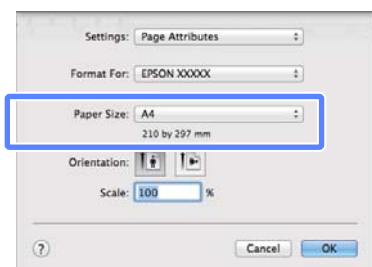 Settings: Page Attributes
Format For: EPSON XXXXX
Paper Size: A4
210 by 297 mm
Orientation:
Scale: 100 %
? Cancel OK